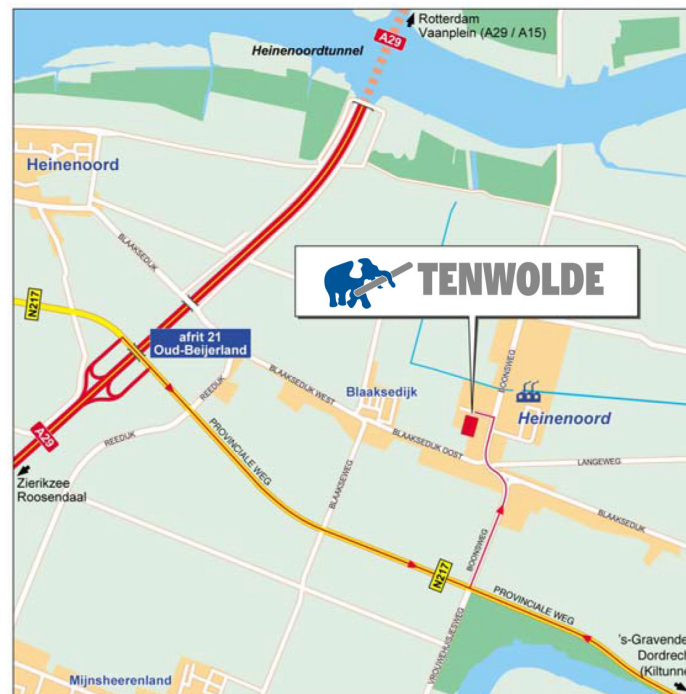 Rotterdam
Vaanplein (A29 / A15)
A29
Heinenoordtunnel
Heinenoord
BLAAKSEDIJK
TENWOLDE
N217
afrit 21
Oud-Beijerland
BOONSWEG
REEDIJK
BLAAKSEDIJK WEST
Blaaksedijk
Heinenoord
A29
REEDIJK
PROVINCIALE WEG
BLAAKSEDIJK OOST
LANGEWEG
Zierikzee
Roosendaal
BLAAKSEWEG
BLAAKSEDIJK
BOONSWEG
N217
PROVINCIALE WEG
VROUWEHUISJESWEG
's-Gravende
Dordrech
(Kiltunne
Mijnsheerenland